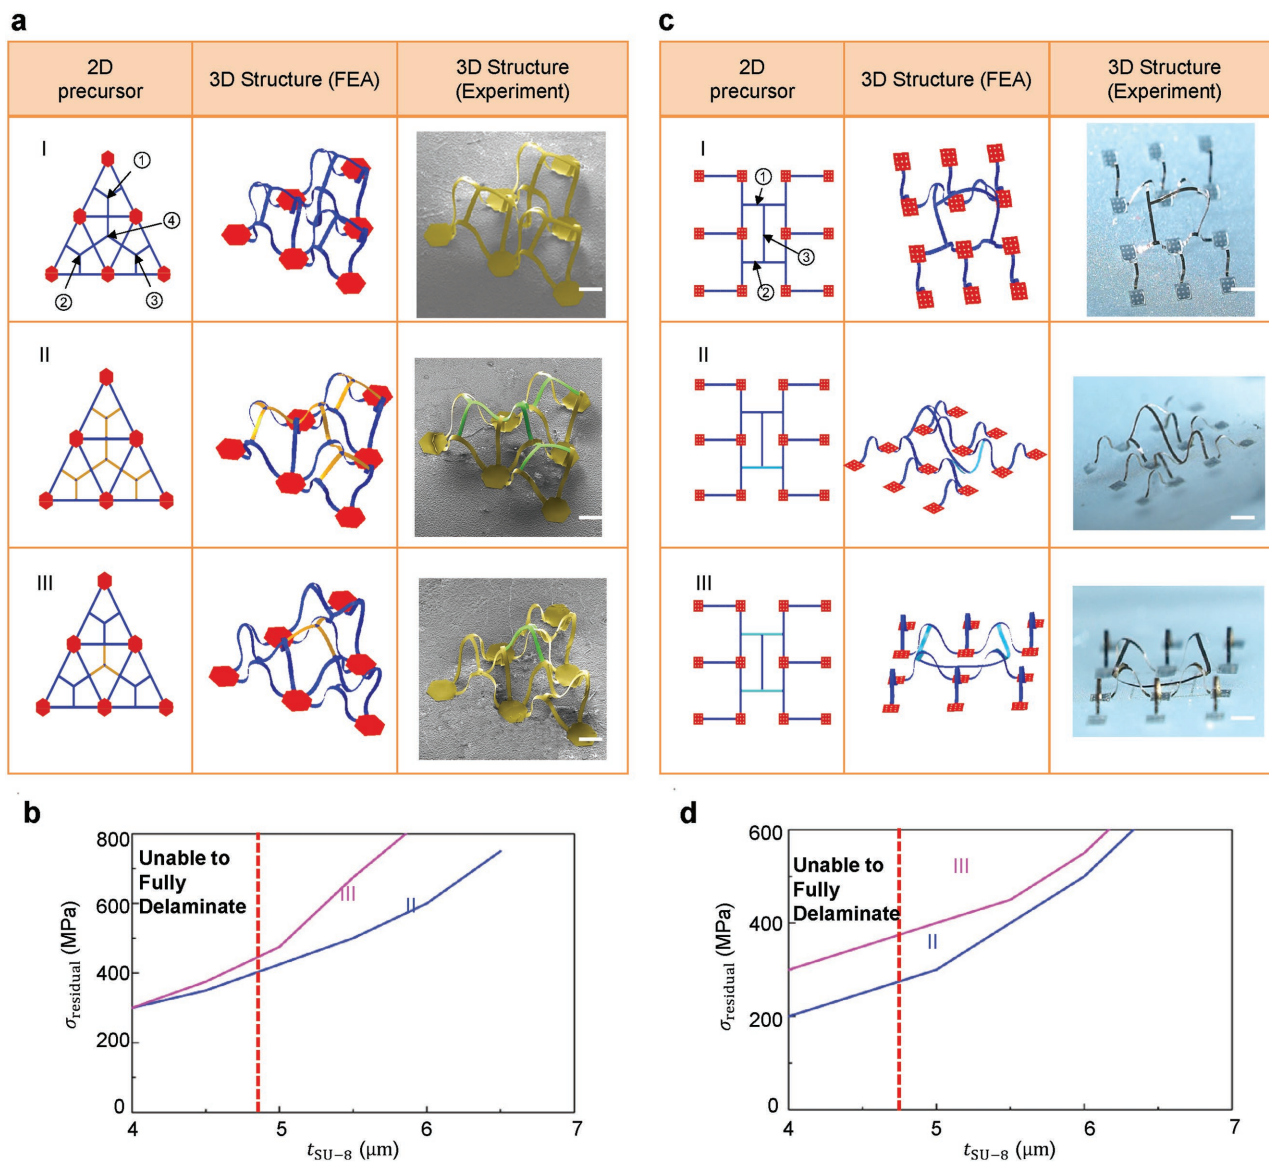 a
2D
precursor
3D Structure (FEA)
3D Structure
(Experiment)
I
①
④
②
③
II
III
c
2D
precursor
3D Structure (FEA)
3D Structure
(Experiment)
I
①
③
②
II
III
b
800
600
400
200
0
σresidual (MPa)
Unable to
Fully
Delaminate
III
II
4
5
6
7
tSU−8 (μm)
d
600
400
200
0
σresidual (MPa)
Unable to
Fully
Delaminate
III
II
4
5
6
7
tSU−8 (μm)